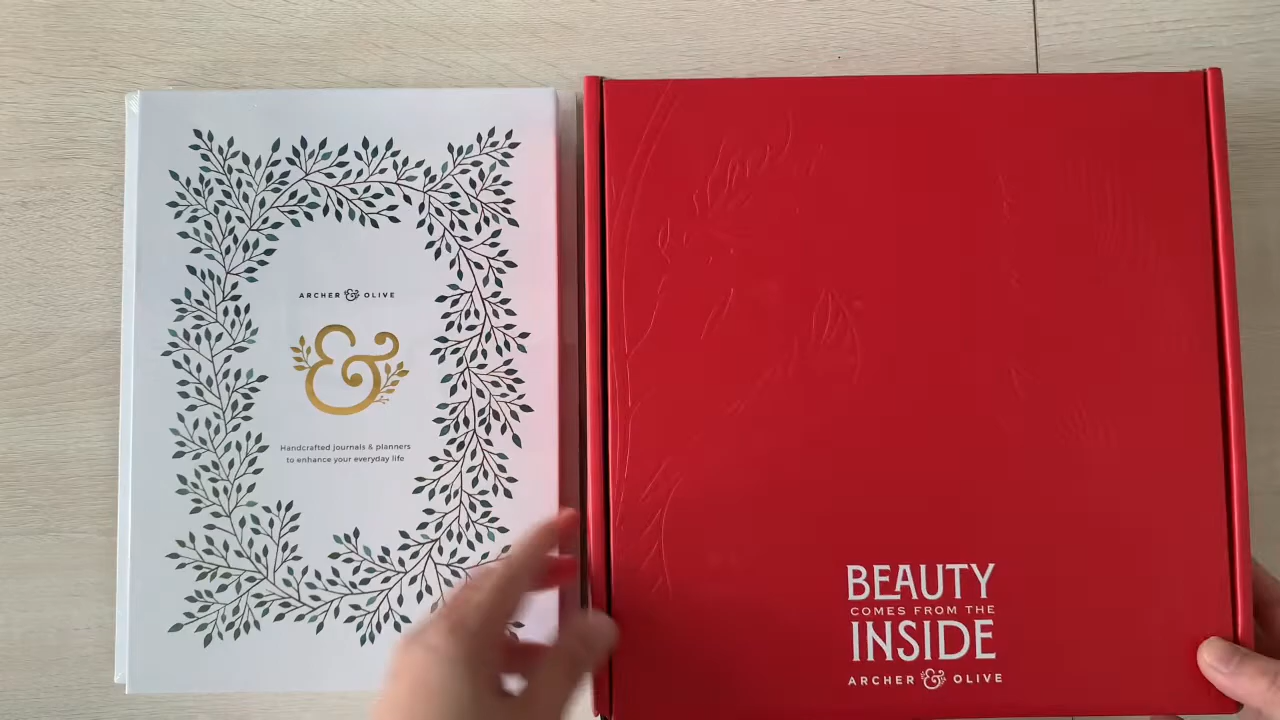 ARCHER & OLIVE
&
Handcrafted journals & planners
to enhance your everyday life
BEAUTY
COMES FROM THE
INSIDE
ARCHER & OLIVE